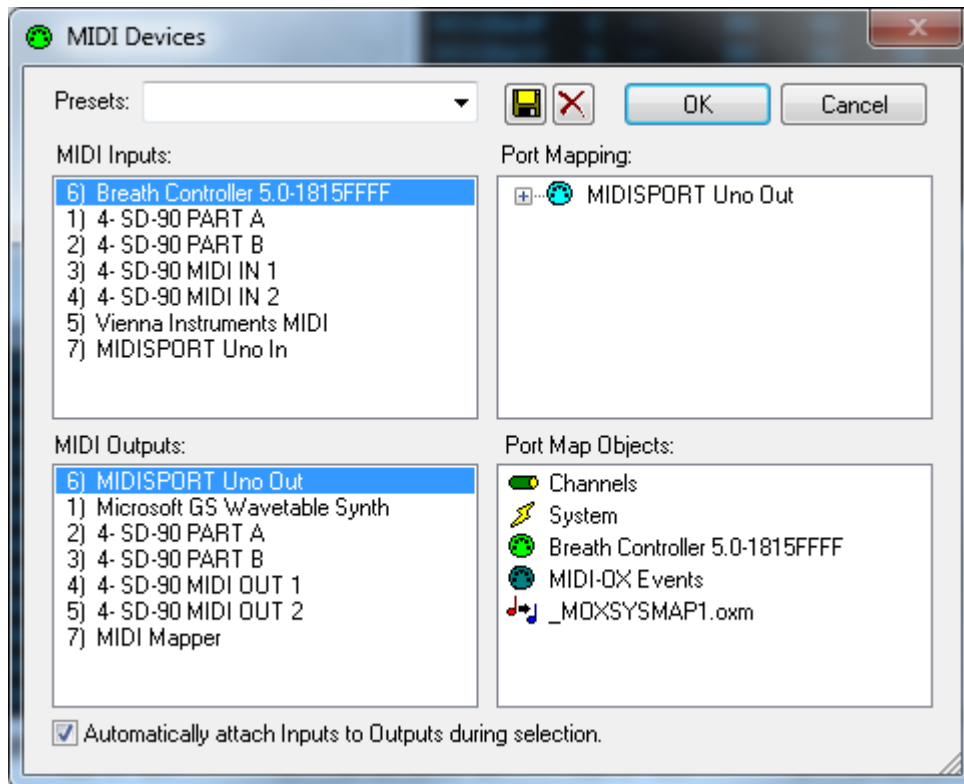 MIDI Devices
Presets:
OK
Cancel
MIDI Inputs:
6) Breath Controller 5.0-1815FFFF
1) 4- SD-90 PART A
2) 4- SD-90 PART B
3) 4- SD-90 MIDI IN 1
4) 4- SD-90 MIDI IN 2
5) Vienna Instruments MIDI
7) MIDISPORT Uno In
Port Mapping:
MIDISPORT Uno Out
MIDI Outputs:
6) MIDISPORT Uno Out
1) Microsoft GS Wavetable Synth
2) 4- SD-90 PART A
3) 4- SD-90 PART B
4) 4- SD-90 MIDI OUT 1
5) 4- SD-90 MIDI OUT 2
7) MIDI Mapper
Port Map Objects:
Channels
System
Breath Controller 5.0-1815FFFF
MIDI-OX Events
_MOXSYSMAP1.oxm
Automatically attach Inputs to Outputs during selection.